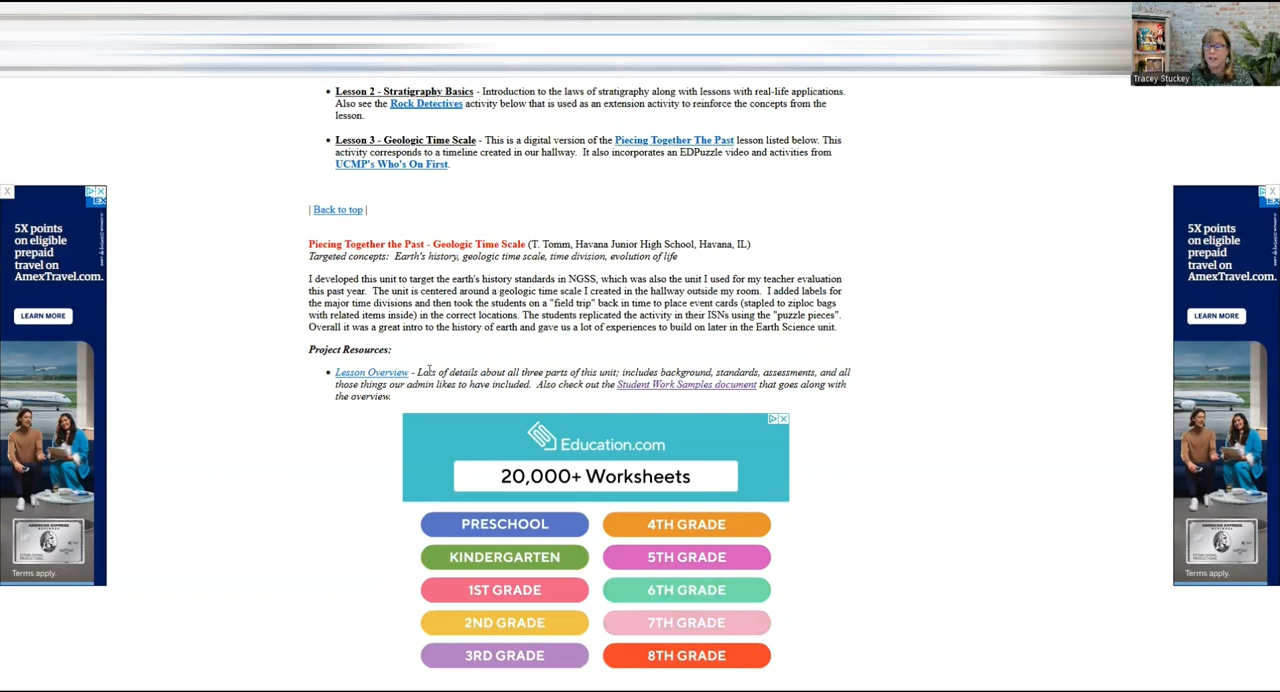 Tracey Stuckey
Lesson 2 - Stratigraphy Basics - Introduction to the laws of stratigraphy along with lessons with real-life applications.
Also see the Rock Detectives activity below that is used as an extension activity to reinforce the concepts from the
lesson.
Lesson 3 - Geologic Time Scale - This is a digital version of the Piecing Together The Past lesson listed below. This
activity corresponds to a timeline created in our hallway. It also incorporates an EDPuzzle video and activities from
UCMP's Who's On First.
| Back to top |
Piecing Together the Past - Geologic Time Scale (T. Tomm, Havana Junior High School, Havana, IL)
Targeted concepts: Earth's history, geologic time scale, time division, evolution of life
I developed this unit to target the earth's history standards in NGSS, which was also the unit I used for my teacher evaluation
this past year. The unit is centered around a geologic time scale I created in the hallway outside my room. I added labels for
the major time divisions and then took the students on a "field trip" back in time to place event cards (stapled to ziploc bags
with related items inside) in the correct locations. The students replicated the activity in their ISNs using the "puzzle pieces".
Overall it was a great intro to the history of earth and gave us a lot of experiences to build on later in the Earth Science unit.
Project Resources:
Lesson Overview - Lots of details about all three parts of this unit; includes background, standards, assessments, and all
those things our admin likes to have included. Also check out the Student Work Samples document that goes along with
the overview.
Education.com
20,000+ Worksheets
PRESCHOOL
4TH GRADE
KINDERGARTEN
5TH GRADE
1ST GRADE
6TH GRADE
2ND GRADE
7TH GRADE
3RD GRADE
8TH GRADE
X
5X points
on eligible
prepaid
travel on
AmexTravel.com.
LEARN MORE
Terms apply.
X
5X points
on eligible
prepaid
travel on
AmexTravel.com.
LEARN MORE
Terms apply.